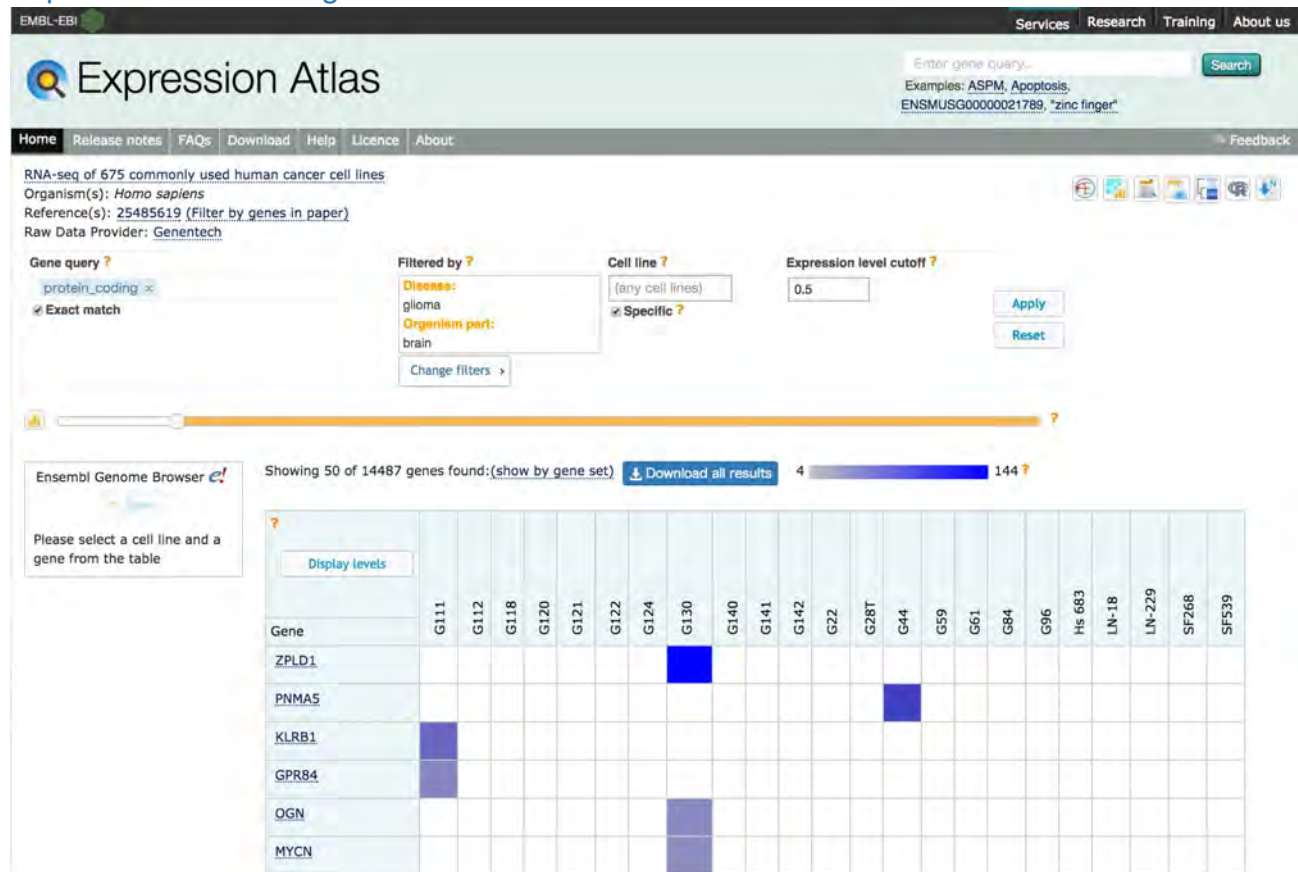 EMBL-EBI
Services Research Training About us
Expression Atlas
Enter gene query...
Search
Examples: ASPM, Apoptosis,
ENSMUSG00000021789, "zinc finger"
Home Release notes FAQs Download Help Licence About
Feedback
RNA-seq of 675 commonly used human cancer cell lines
Organism(s): Homo sapiens
Reference(s): 25485619 (Filter by genes in paper)
Raw Data Provider: Genentech
Gene query ?
protein_coding ×
Exact match
Filtered by ?
Disease:
glioma
Organism part:
brain
Change filters ›
Cell line ?
(any cell lines)
Specific ?
Expression level cutoff ?
0.5
Apply
Reset
?
Ensembl Genome Browser e!
Please select a cell line and a
gene from the table
Showing 50 of 14487 genes found:(show by gene set) Download all results 4 144 ?
?
Display levels
Gene G111 G112 G118 G120 G121 G122 G124 G130 G140 G141 G142 G22 G28T G44 G59 G61 G84 G96 Hs 683 LN-18 LN-229 SF268 SF539
ZPLD1
PNMA5
KLRB1
GPR84
OGN
MYCN